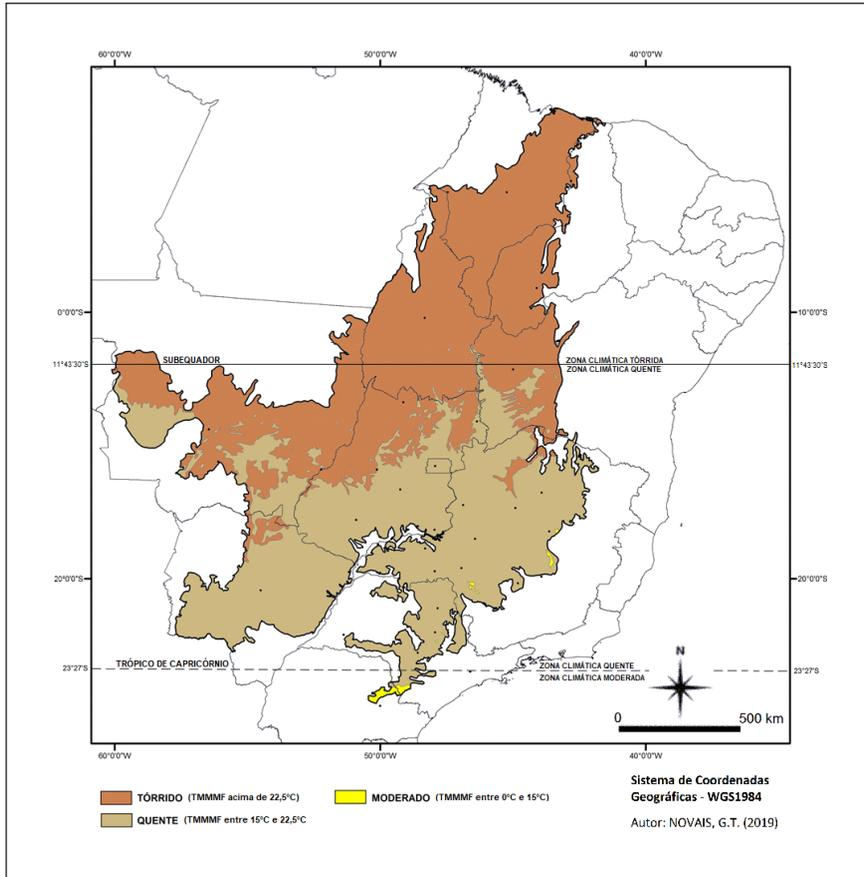 60°0'0"W 50°0'0"W 40°0'0"W
0°0'0"S 10°0'0"S
SUBEQUADOR
11°43'30"S 11°43'30"S
ZONA CLIMÁTICA TÓRRIDA
ZONA CLIMÁTICA QUENTE
20°0'0"S 20°0'0"S
TRÓPICO DE CAPRICÓRNIO
23°27'S 23°27'S
ZONA CLIMÁTICA QUENTE
ZONA CLIMÁTICA MODERADA
N
0 500 km
60°0'0"W 50°0'0"W 40°0'0"W
TÓRRIDO (TMMMF acima de 22,5°C)
MODERADO (TMMMF entre 0°C e 15°C)
QUENTE (TMMMF entre 15°C e 22,5°C
Sistema de Coordenadas
Geográficas - WGS1984
Autor: NOVAIS, G.T. (2019)